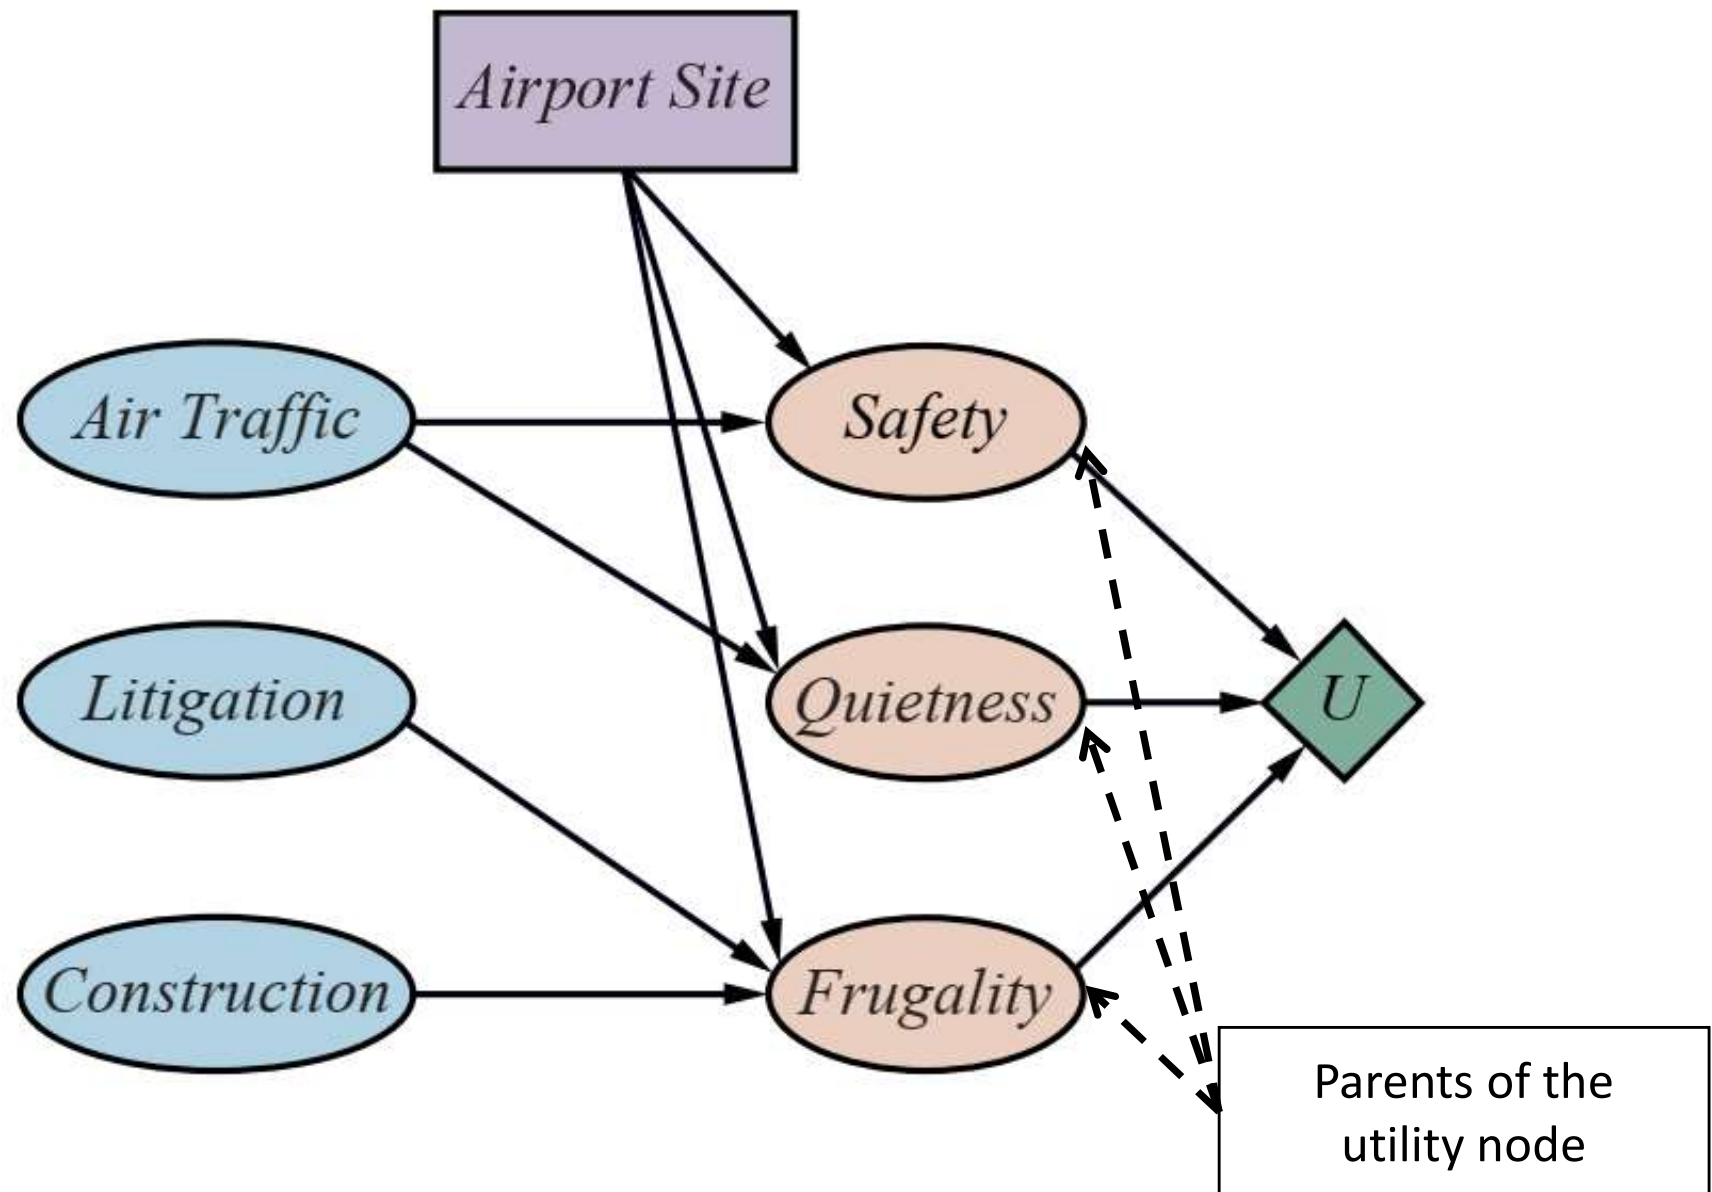 Airport Site
Air Traffic
Safety
Litigation
Quietness
U
Construction
Frugality
Parents of the
utility node